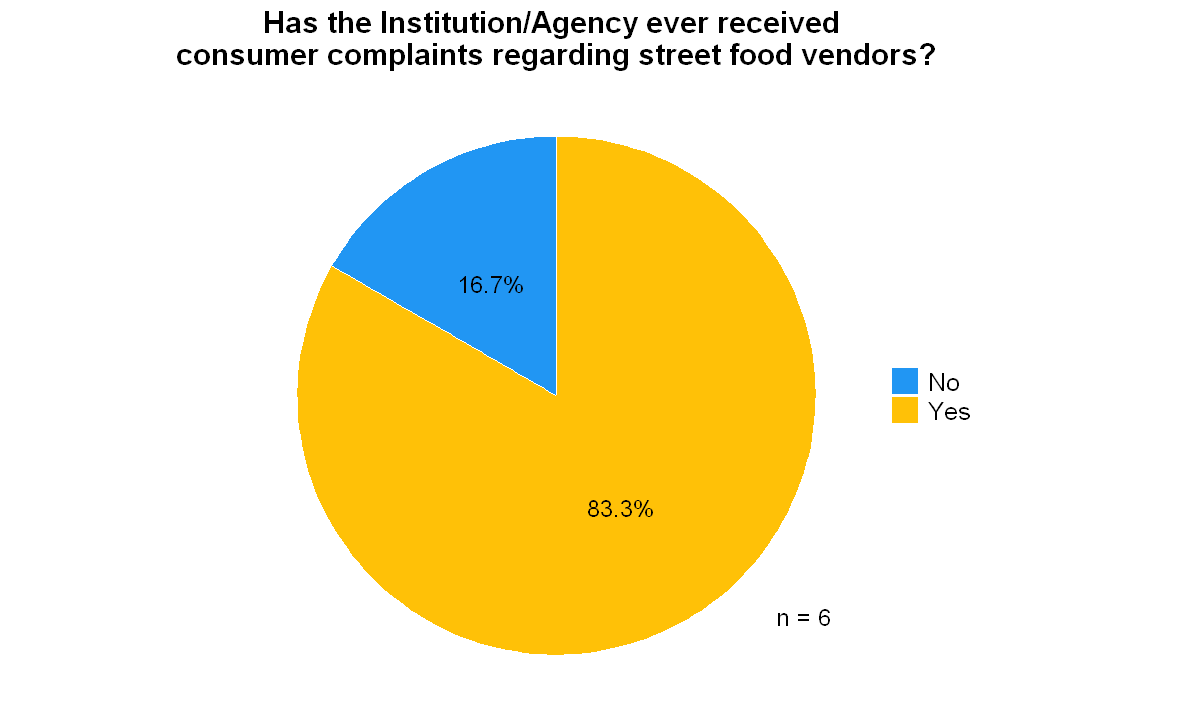 Has the Institution/Agency ever received
consumer complaints regarding street food vendors?
16.7%
No
Yes
83.3%
n = 6